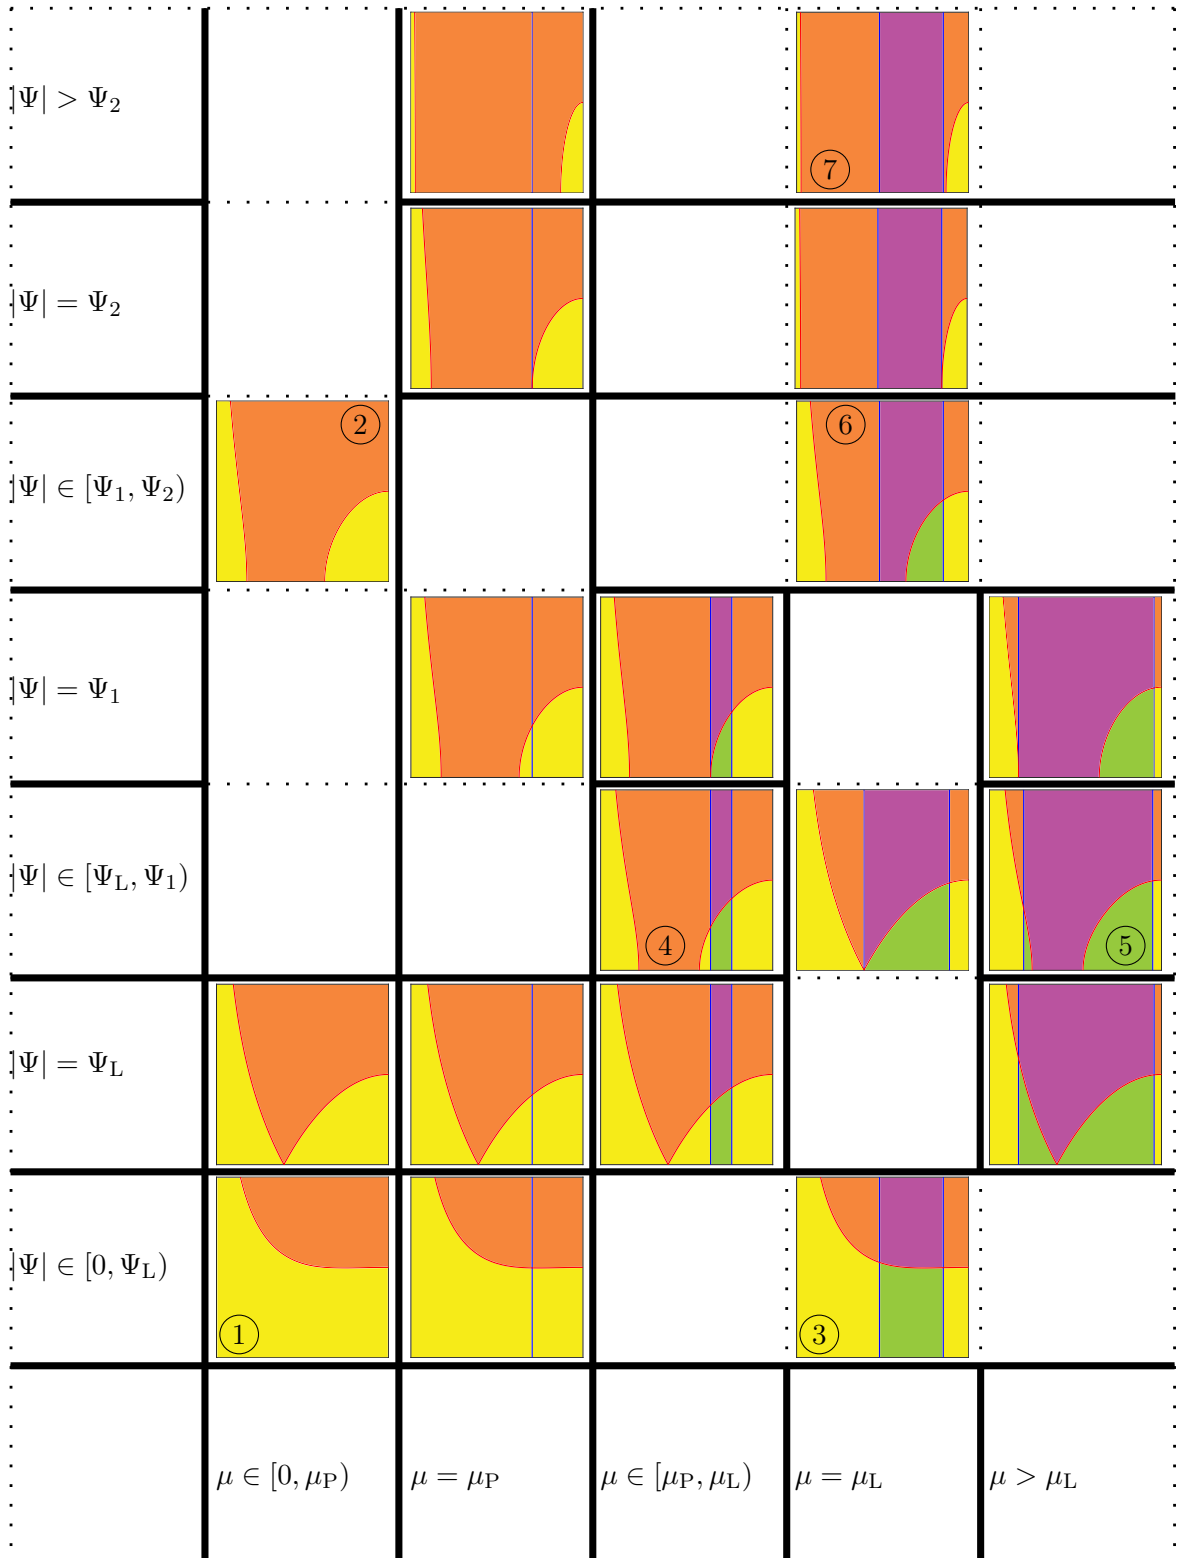 |Ψ| > Ψ₂
⑦
|Ψ| = Ψ₂
|Ψ| ∈ [Ψ₁, Ψ₂)
②
⑥
|Ψ| = Ψ₁
|Ψ| ∈ [Ψ_L, Ψ₁)
④
⑤
|Ψ| = Ψ_L
|Ψ| ∈ [0, Ψ_L)
①
③
μ ∈ [0, μ_P)
μ = μ_P
μ ∈ [μ_P, μ_L)
μ = μ_L
μ > μ_L